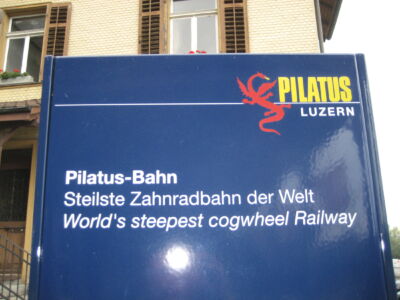 PILATUS
LUZERN
Pilatus-Bahn
Steilste Zahnradbahn der Welt
World's steepest cogwheel Railway